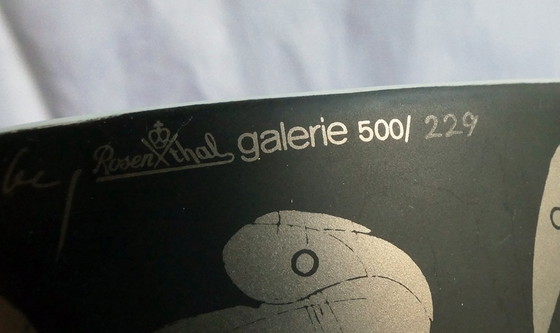 Rosenthal galerie 500/ 229